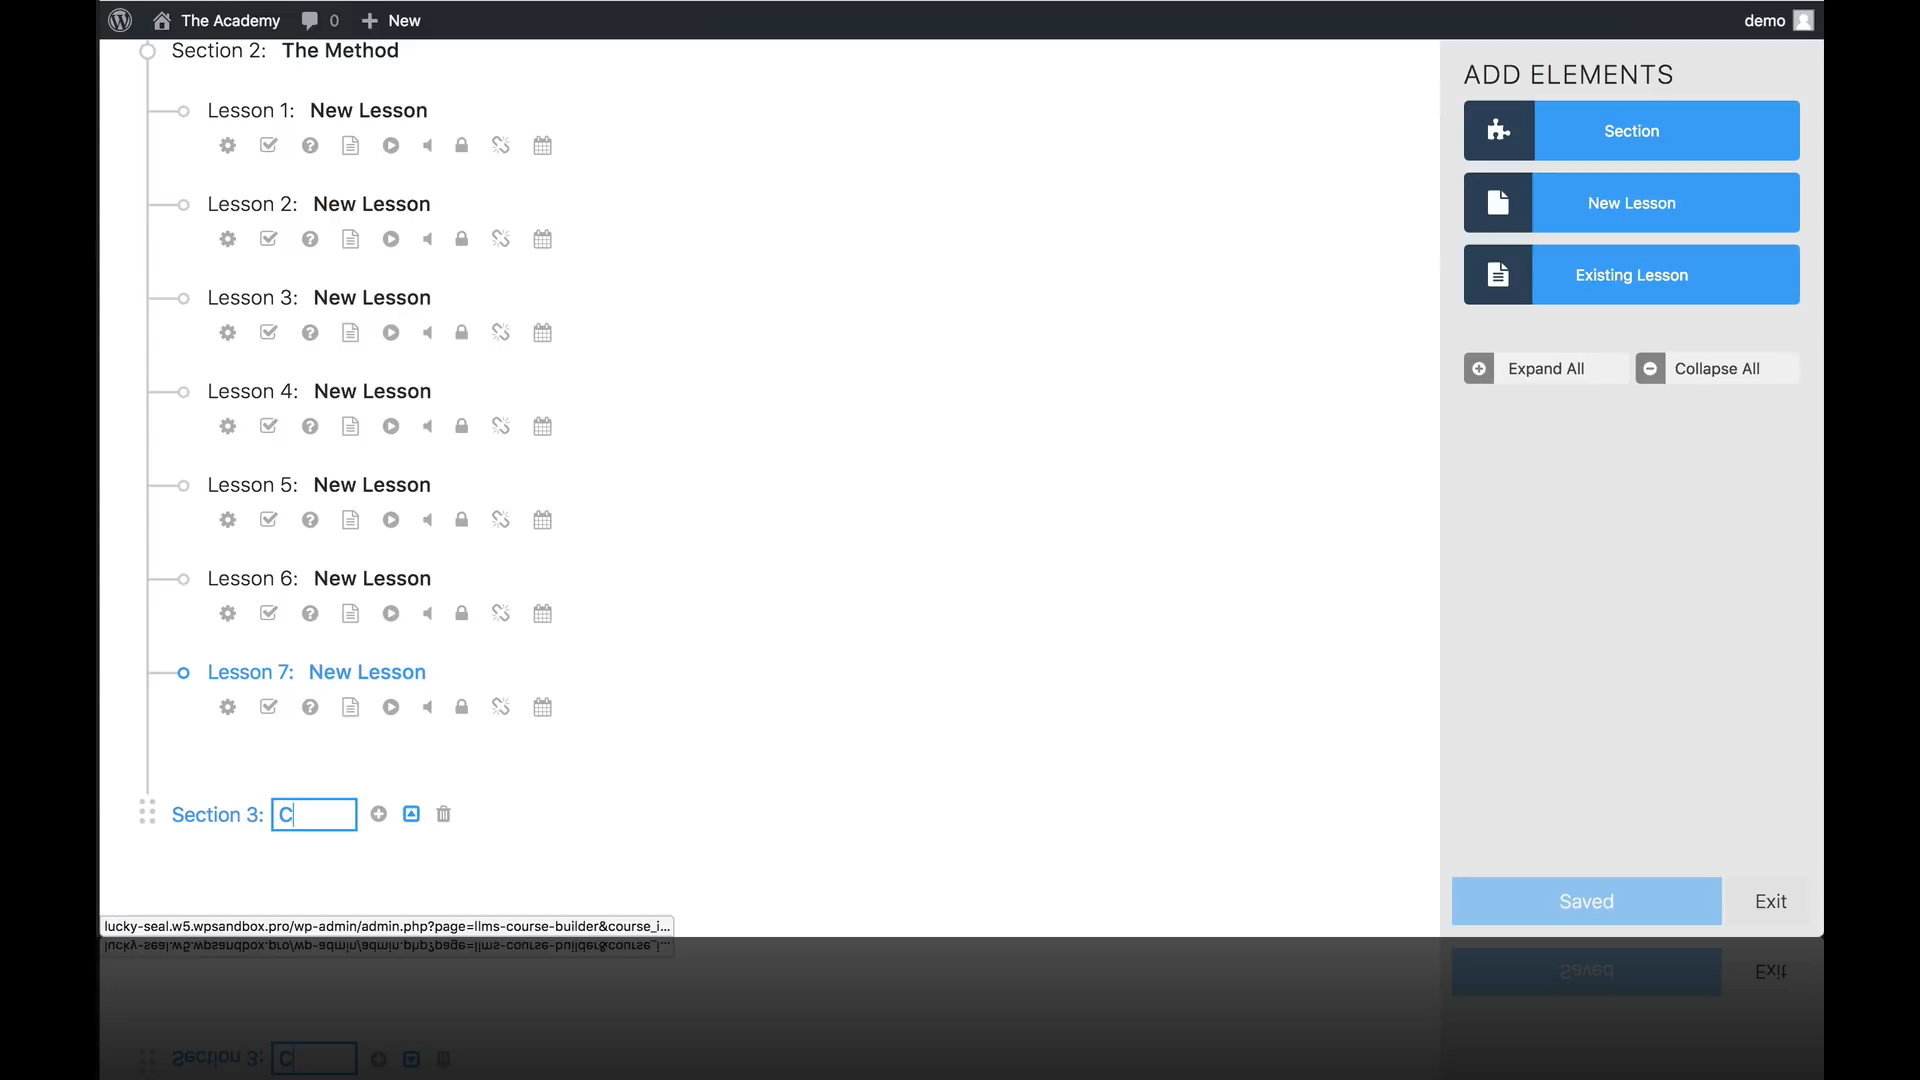 The Academy 0 New demo
Section 2: The Method
Lesson 1: New Lesson
Lesson 2: New Lesson
Lesson 3: New Lesson
Lesson 4: New Lesson
Lesson 5: New Lesson
Lesson 6: New Lesson
Lesson 7: New Lesson
Section 3: C
ADD ELEMENTS
Section
New Lesson
Existing Lesson
Expand All Collapse All
Saved Exit
lucky-seal.w5.wpsandbox.pro/wp-admin/admin.php?page=llms-course-builder&course_i...